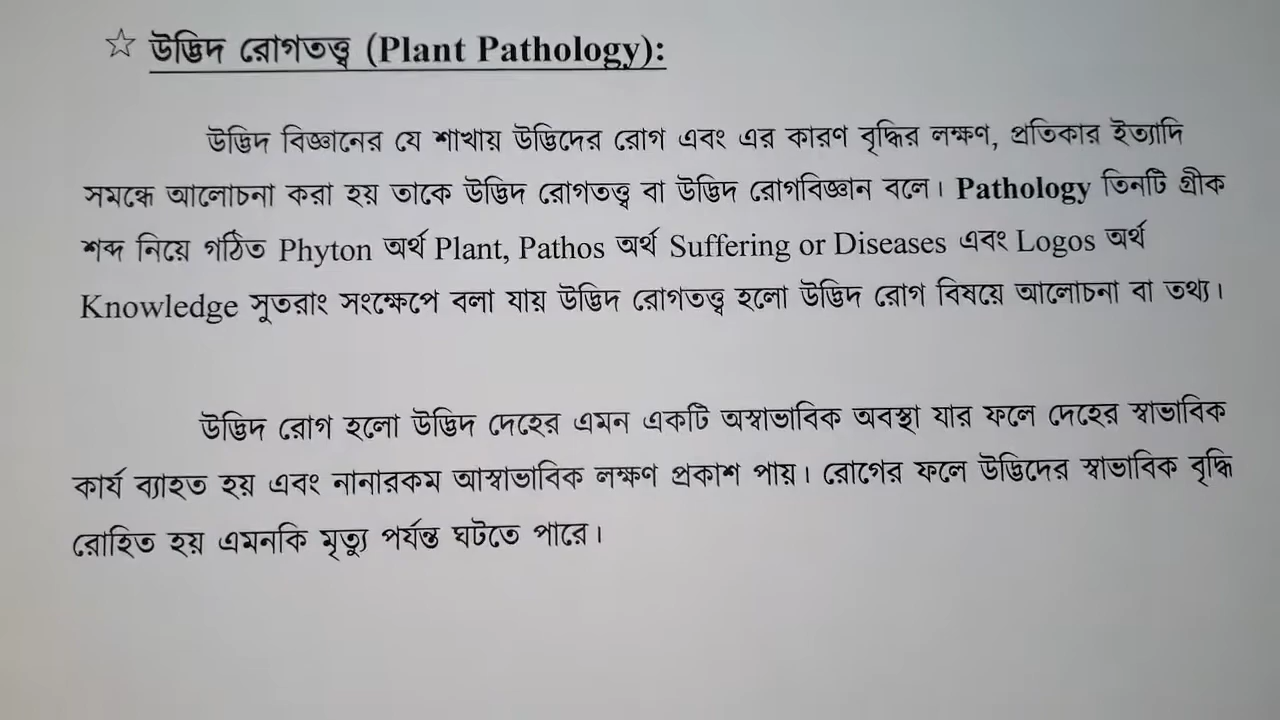 ☆ উদ্ভিদ রোগতত্ত্ব (Plant Pathology):
উদ্ভিদ বিজ্ঞানের যে শাখায় উদ্ভিদের রোগ এবং এর কারণ বৃদ্ধির লক্ষণ, প্রতিকার ইত্যাদি
সমন্ধে আলোচনা করা হয় তাকে উদ্ভিদ রোগতত্ত্ব বা উদ্ভিদ রোগবিজ্ঞান বলে। Pathology তিনটি গ্রীক
শব্দ নিয়ে গঠিত Phyton অর্থ Plant, Pathos অর্থ Suffering or Diseases এবং Logos অর্থ
Knowledge সুতরাং সংক্ষেপে বলা যায় উদ্ভিদ রোগতত্ত্ব হলো উদ্ভিদ রোগ বিষয়ে আলোচনা বা তথ্য।
উদ্ভিদ রোগ হলো উদ্ভিদ দেহের এমন একটি অস্বাভাবিক অবস্থা যার ফলে দেহের স্বাভাবিক
কার্য ব্যাহত হয় এবং নানারকম আস্বাভাবিক লক্ষণ প্রকাশ পায়। রোগের ফলে উদ্ভিদের স্বাভাবিক বৃদ্ধি
রোহিত হয় এমনকি মৃত্যু পর্যন্ত ঘটতে পারে।